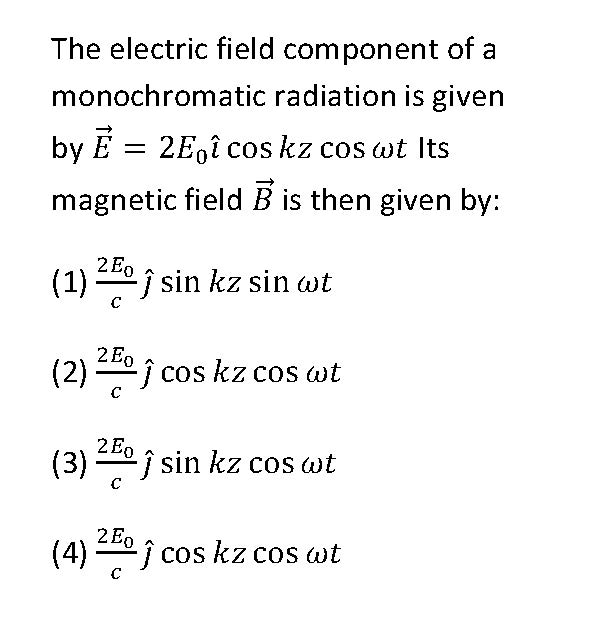 The electric field component of a
monochromatic radiation is given
by $\vec{E} = 2E_0 \hat{\imath} \cos kz \cos \omega t$ Its
magnetic field $\vec{B}$ is then given by:
(1) $\frac{2E_0}{c} \hat{\jmath} \sin kz \sin \omega t$
(2) $\frac{2E_0}{c} \hat{\jmath} \cos kz \cos \omega t$
(3) $\frac{2E_0}{c} \hat{\jmath} \sin kz \cos \omega t$
(4) $\frac{2E_0}{c} \hat{\jmath} \cos kz \cos \omega t$